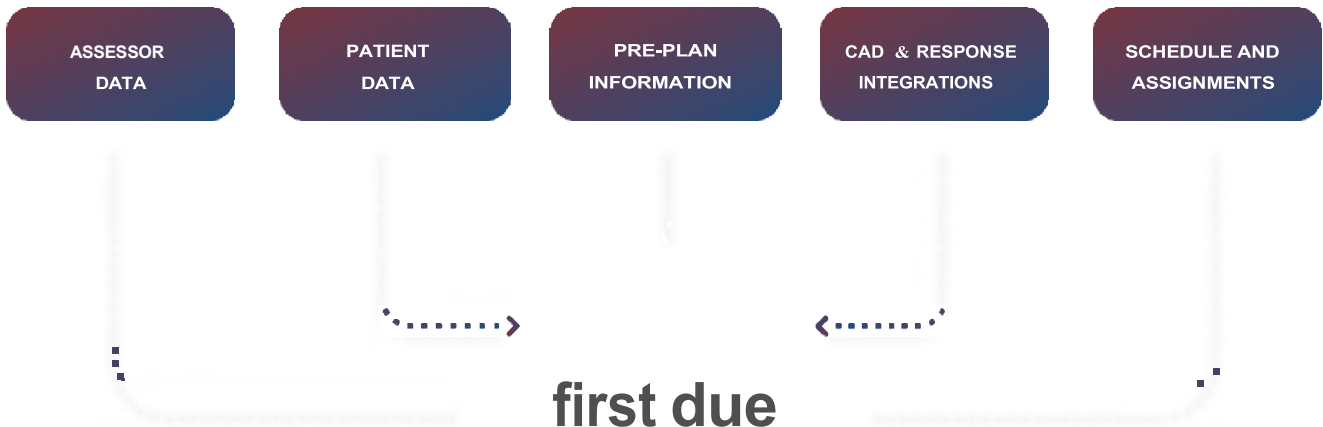 ASSESSOR
DATA
PATIENT
DATA
PRE-PLAN
INFORMATION
CAD & RESPONSE
INTEGRATIONS
SCHEDULE AND
ASSIGNMENTS
first due